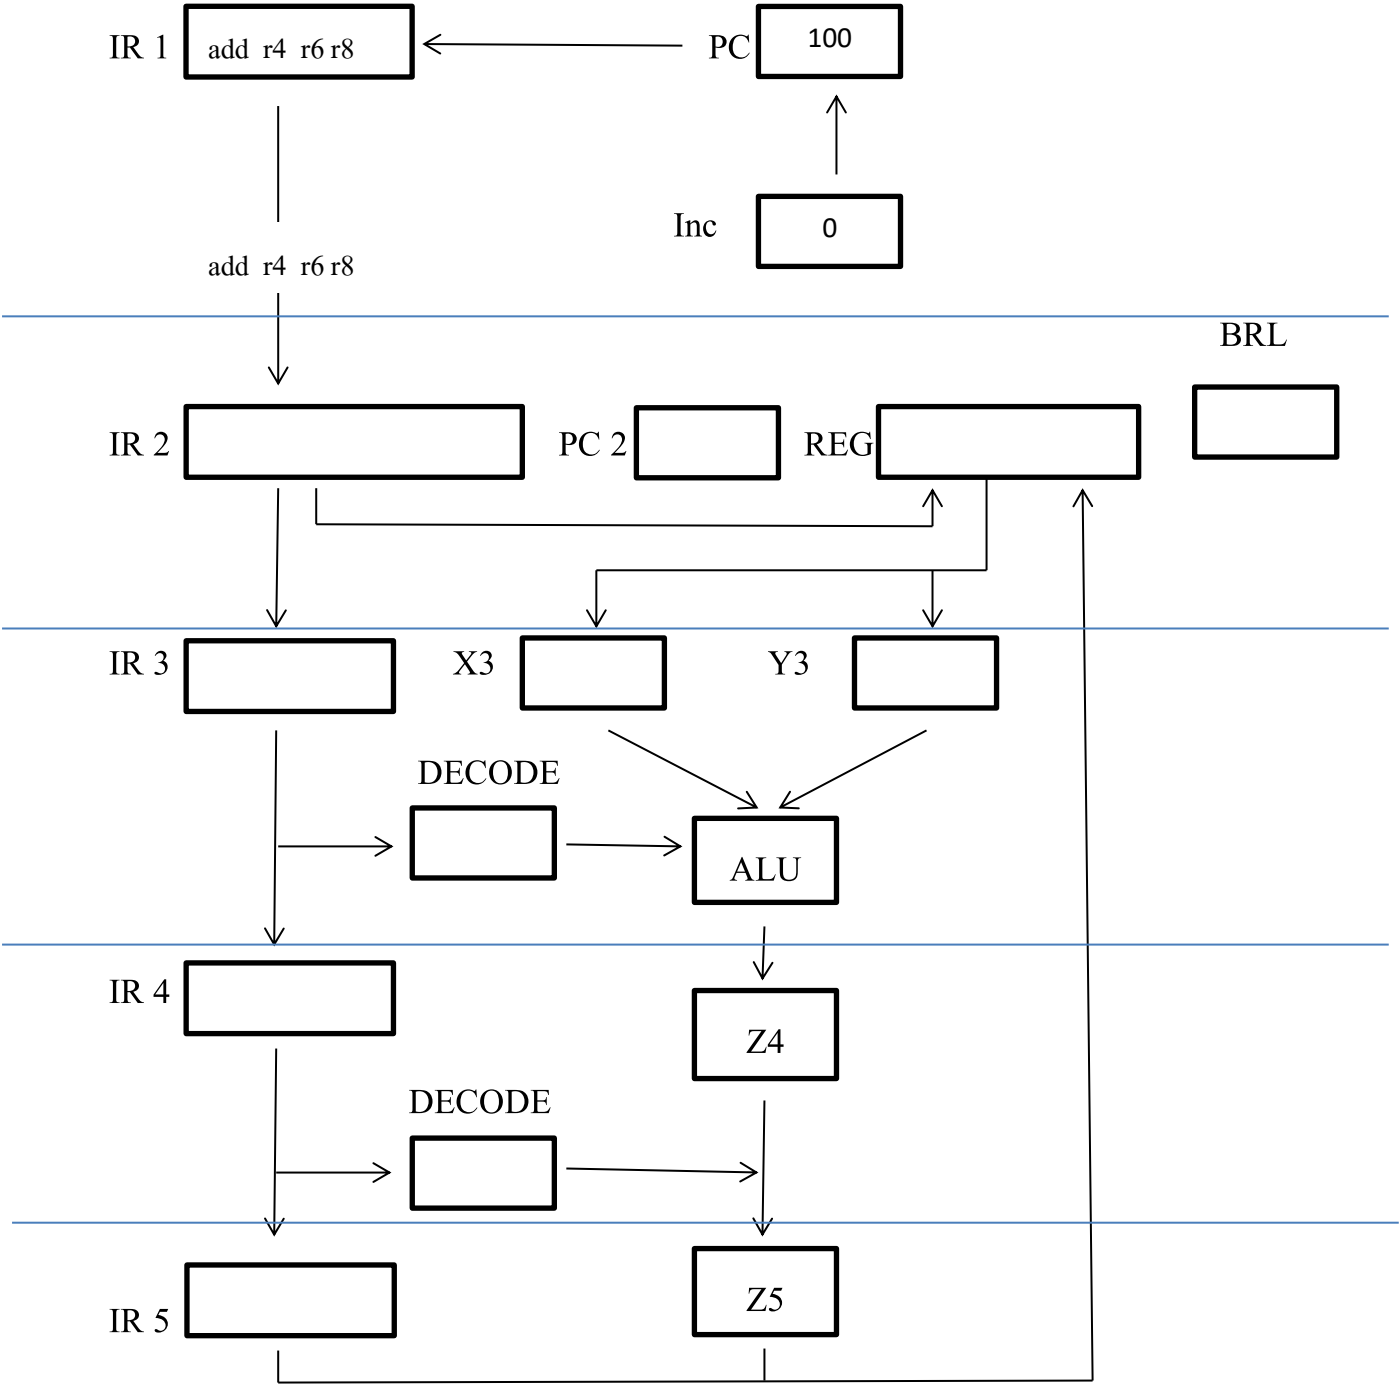 IR 1 add r4 r6 r8 PC 100
Inc 0
add r4 r6 r8
BRL
IR 2 PC 2 REG
IR 3 X3 Y3
DECODE
ALU
IR 4
Z4
DECODE
Z5
IR 5